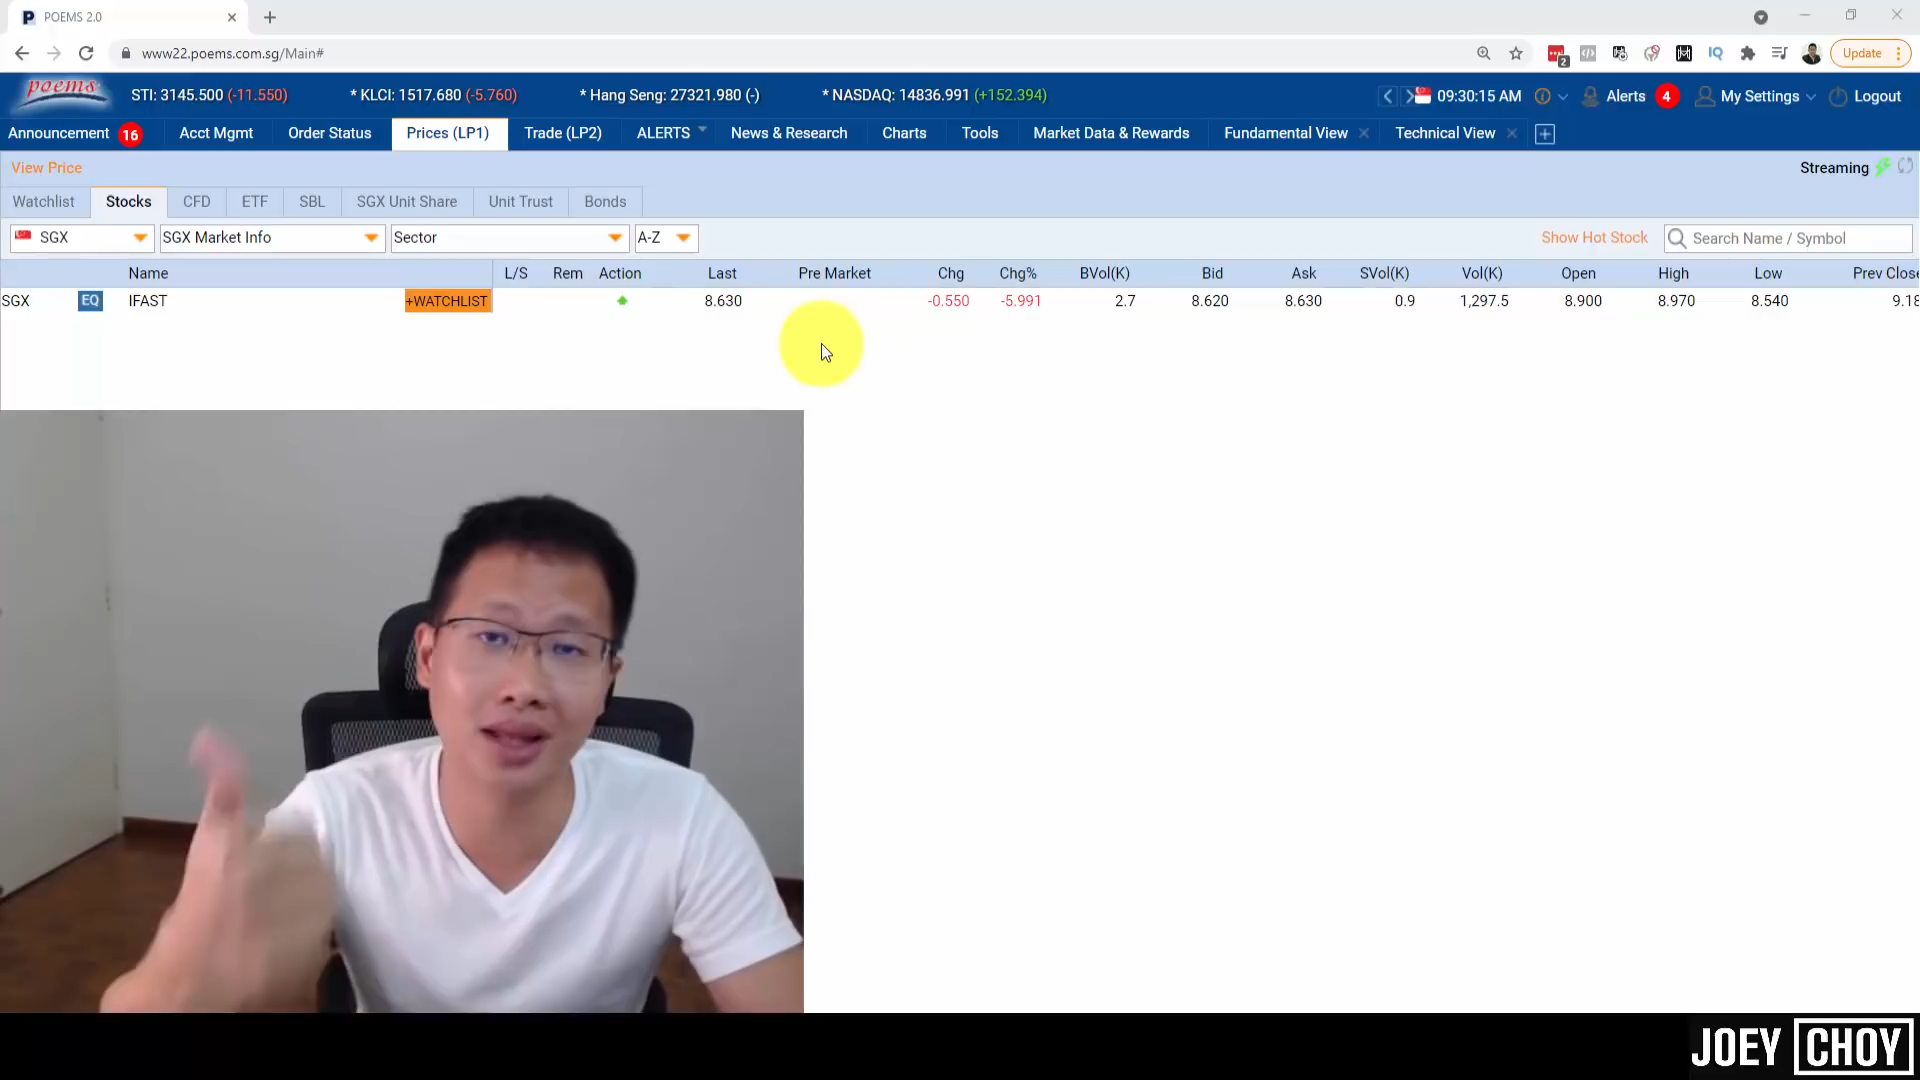 POEMS 2.0
www22.poems.com.sg/Main#
2
IQ
Update
poems
STI: 3145.500 (-11.550)
* KLCI: 1517.680 (-5.760)
* Hang Seng: 27321.980 (-)
* NASDAQ: 14836.991 (+152.394)
09:30:15 AM
Alerts 4
My Settings
Logout
Announcement 16
Acct Mgmt
Order Status
Prices (LP1)
Trade (LP2)
ALERTS
News & Research
Charts
Tools
Market Data & Rewards
Fundamental View
Technical View
View Price
Streaming
Watchlist Stocks CFD ETF SBL SGX Unit Share Unit Trust Bonds
SGX SGX Market Info Sector A-Z Show Hot Stock Search Name / Symbol
Name L/S Rem Action Last Pre Market Chg Chg% BVol(K) Bid Ask SVol(K) Vol(K) Open High Low Prev Close
SGX EQ IFAST +WATCHLIST 8.630 -0.550 -5.991 2.7 8.620 8.630 0.9 1,297.5 8.900 8.970 8.540 9.18
JOEY CHOY